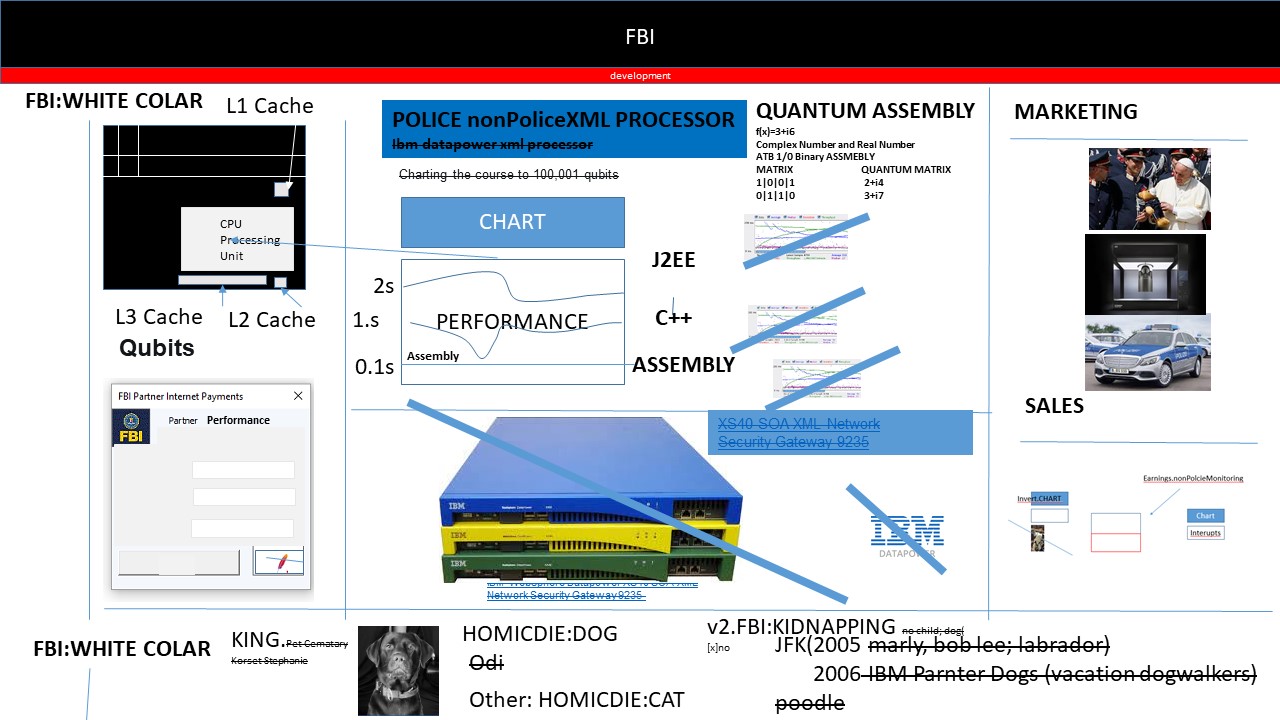 FBI
development
FBI:WHITE COLAR
L1 Cache
CPU
Processing
Unit
L3 Cache
L2 Cache
Qubits
FBI Partner Internet Payments
FBI
Partner Performance
POLICE nonPoliceXML PROCESSOR
Ibm datapower xml processor
Charting the course to 100,001 qubits
CHART
2s
1.s
0.1s
PERFORMANCE
Assembly
J2EE
C++
ASSEMBLY
QUANTUM ASSEMBLY
f(x)=3+i6
Complex Number and Real Number
ATB 1/0 Binary ASSMEBLY
MATRIX QUANTUM MATRIX
1|0|0|1 2+i4
0|1|1|0 3+i7
XS40 SOA XML Network
Security Gateway 9235
IBM
IBM
IBM
IBM
DATAPOWER
IBM WebSphere Datapower XS40 SOA XML
Network Security Gateway 9235
MARKETING
SALES
Earnings.nonPolcieMonitoring
Invert.CHART
Chart
Interupts
FBI:WHITE COLAR
KING.Pet Cematary
Korset Stephanie
HOMICDIE:DOG
Odi
Other: HOMICDIE:CAT
v2.FBI:KIDNAPPING no child; dog(
[x]no
JFK(2005 marly, bob lee; labrador)
2006 IBM Parnter Dogs (vacation dogwalkers)
poodle